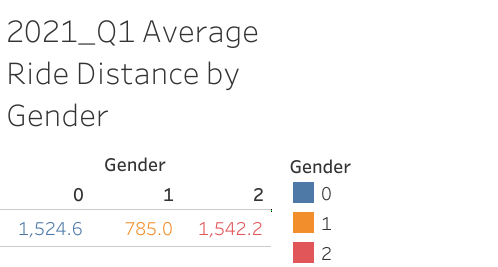 2021_Q1 Average
Ride Distance by
Gender
Gender
0 1 2
1,524.6 785.0 1,542.2
Gender
0
1
2